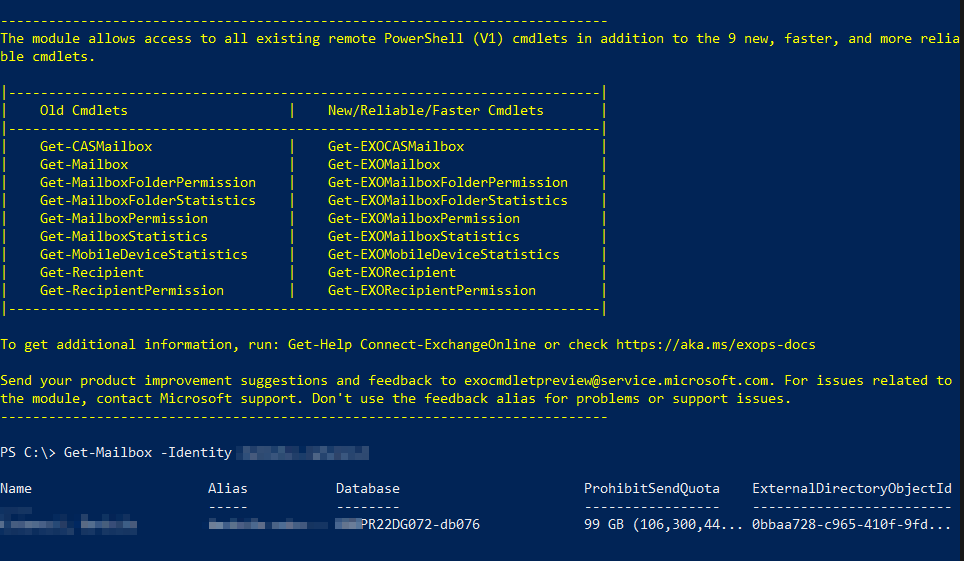 ----------------------------------------------------------------------------
The module allows access to all existing remote PowerShell (V1) cmdlets in addition to the 9 new, faster, and more relia
ble cmdlets.
|--------------------------------------------------------------------------|
|    Old Cmdlets                    |    New/Reliable/Faster Cmdlets       |
|--------------------------------------------------------------------------|
|    Get-CASMailbox                 |    Get-EXOCASMailbox                 |
|    Get-Mailbox                    |    Get-EXOMailbox                    |
|    Get-MailboxFolderPermission    |    Get-EXOMailboxFolderPermission    |
|    Get-MailboxFolderStatistics    |    Get-EXOMailboxFolderStatistics    |
|    Get-MailboxPermission          |    Get-EXOMailboxPermission          |
|    Get-MailboxStatistics          |    Get-EXOMailboxStatistics          |
|    Get-MobileDeviceStatistics     |    Get-EXOMobileDeviceStatistics     |
|    Get-Recipient                  |    Get-EXORecipient                  |
|    Get-RecipientPermission        |    Get-EXORecipientPermission        |
|--------------------------------------------------------------------------|
To get additional information, run: Get-Help Connect-ExchangeOnline or check https://aka.ms/exops-docs
Send your product improvement suggestions and feedback to exocmdletpreview@service.microsoft.com. For issues related to
the module, contact Microsoft support. Don't use the feedback alias for problems or support issues.
----------------------------------------------------------------------------
PS C:\> Get-Mailbox -Identity
Name                      Alias           Database                       ProhibitSendQuota    ExternalDirectoryObjectId
-----           --------                       -----------------    -------------------------
PR22DG072-db076             99 GB (106,300,44... 0bbaa728-c965-410f-9fd...